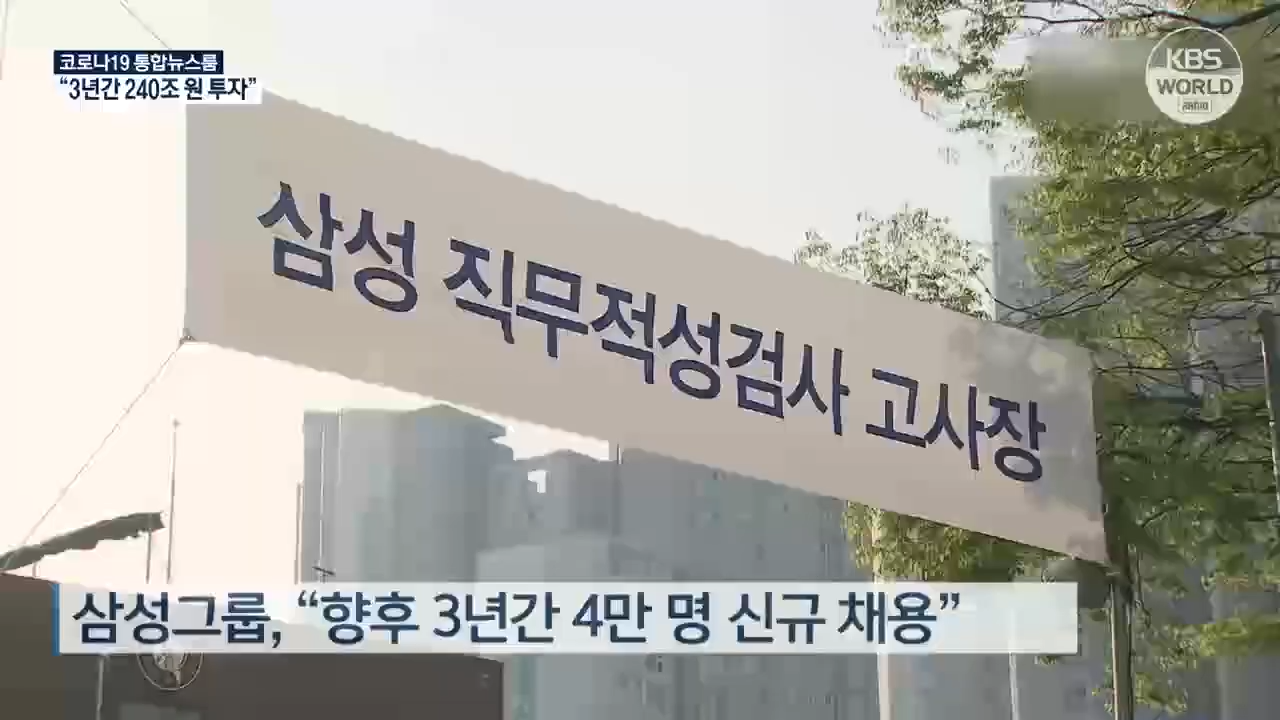 코로나19 통합뉴스룸
“3년간 240조 원 투자”
KBS
WORLD
RADIO
삼성 직무적성검사 고사장
삼성그룹, “향후 3년간 4만 명 신규 채용”